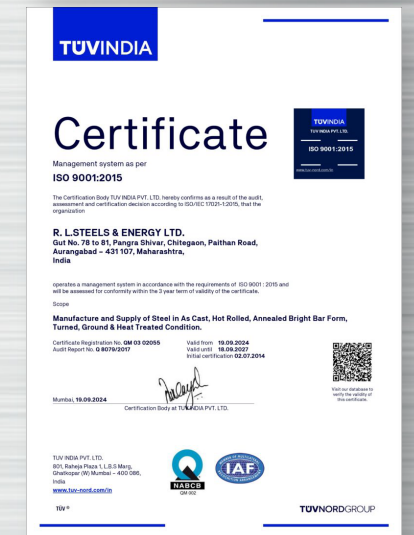 TÜVINDIA
Certificate
TÜVINDIA
TUV INDIA PVT. LTD.
ISO 9001:2015
www.tuv-nord.com/in
Management system as per
ISO 9001:2015
The Certification Body TUV INDIA PVT. LTD. hereby confirms as a result of the audit,
assessment and certification decision according to ISO/IEC 17021-1:2015, that the
organization
R. L.STEELS & ENERGY LTD.
Gut No. 78 to 81, Pangra Shivar, Chitegaon, Paithan Road,
Aurangabad – 431 107, Maharashtra,
India
operates a management system in accordance with the requirements of ISO 9001 : 2015 and
will be assessed for conformity within the 3 year term of validity of the certificate.
Scope
Manufacture and Supply of Steel in As Cast, Hot Rolled, Annealed Bright Bar Form,
Turned, Ground & Heat Treated Condition.
Certificate Registration No. QM 03 02055
Audit Report No. Q 8079/2017
Valid from 19.09.2024
Valid until 18.09.2027
Initial certification 02.07.2014
Mumbai, 19.09.2024
Certification Body at TUV INDIA PVT. LTD.
Visit our database to
verify the validity of
this certificate.
TUV INDIA PVT. LTD.
801, Raheja Plaza 1, L.B.S Marg,
Ghatkopar (W) Mumbai – 400 086,
India
www.tuv-nord.com/in
NABCB
QM 002
IAF
TÜV ®
TÜVNORDGROUP